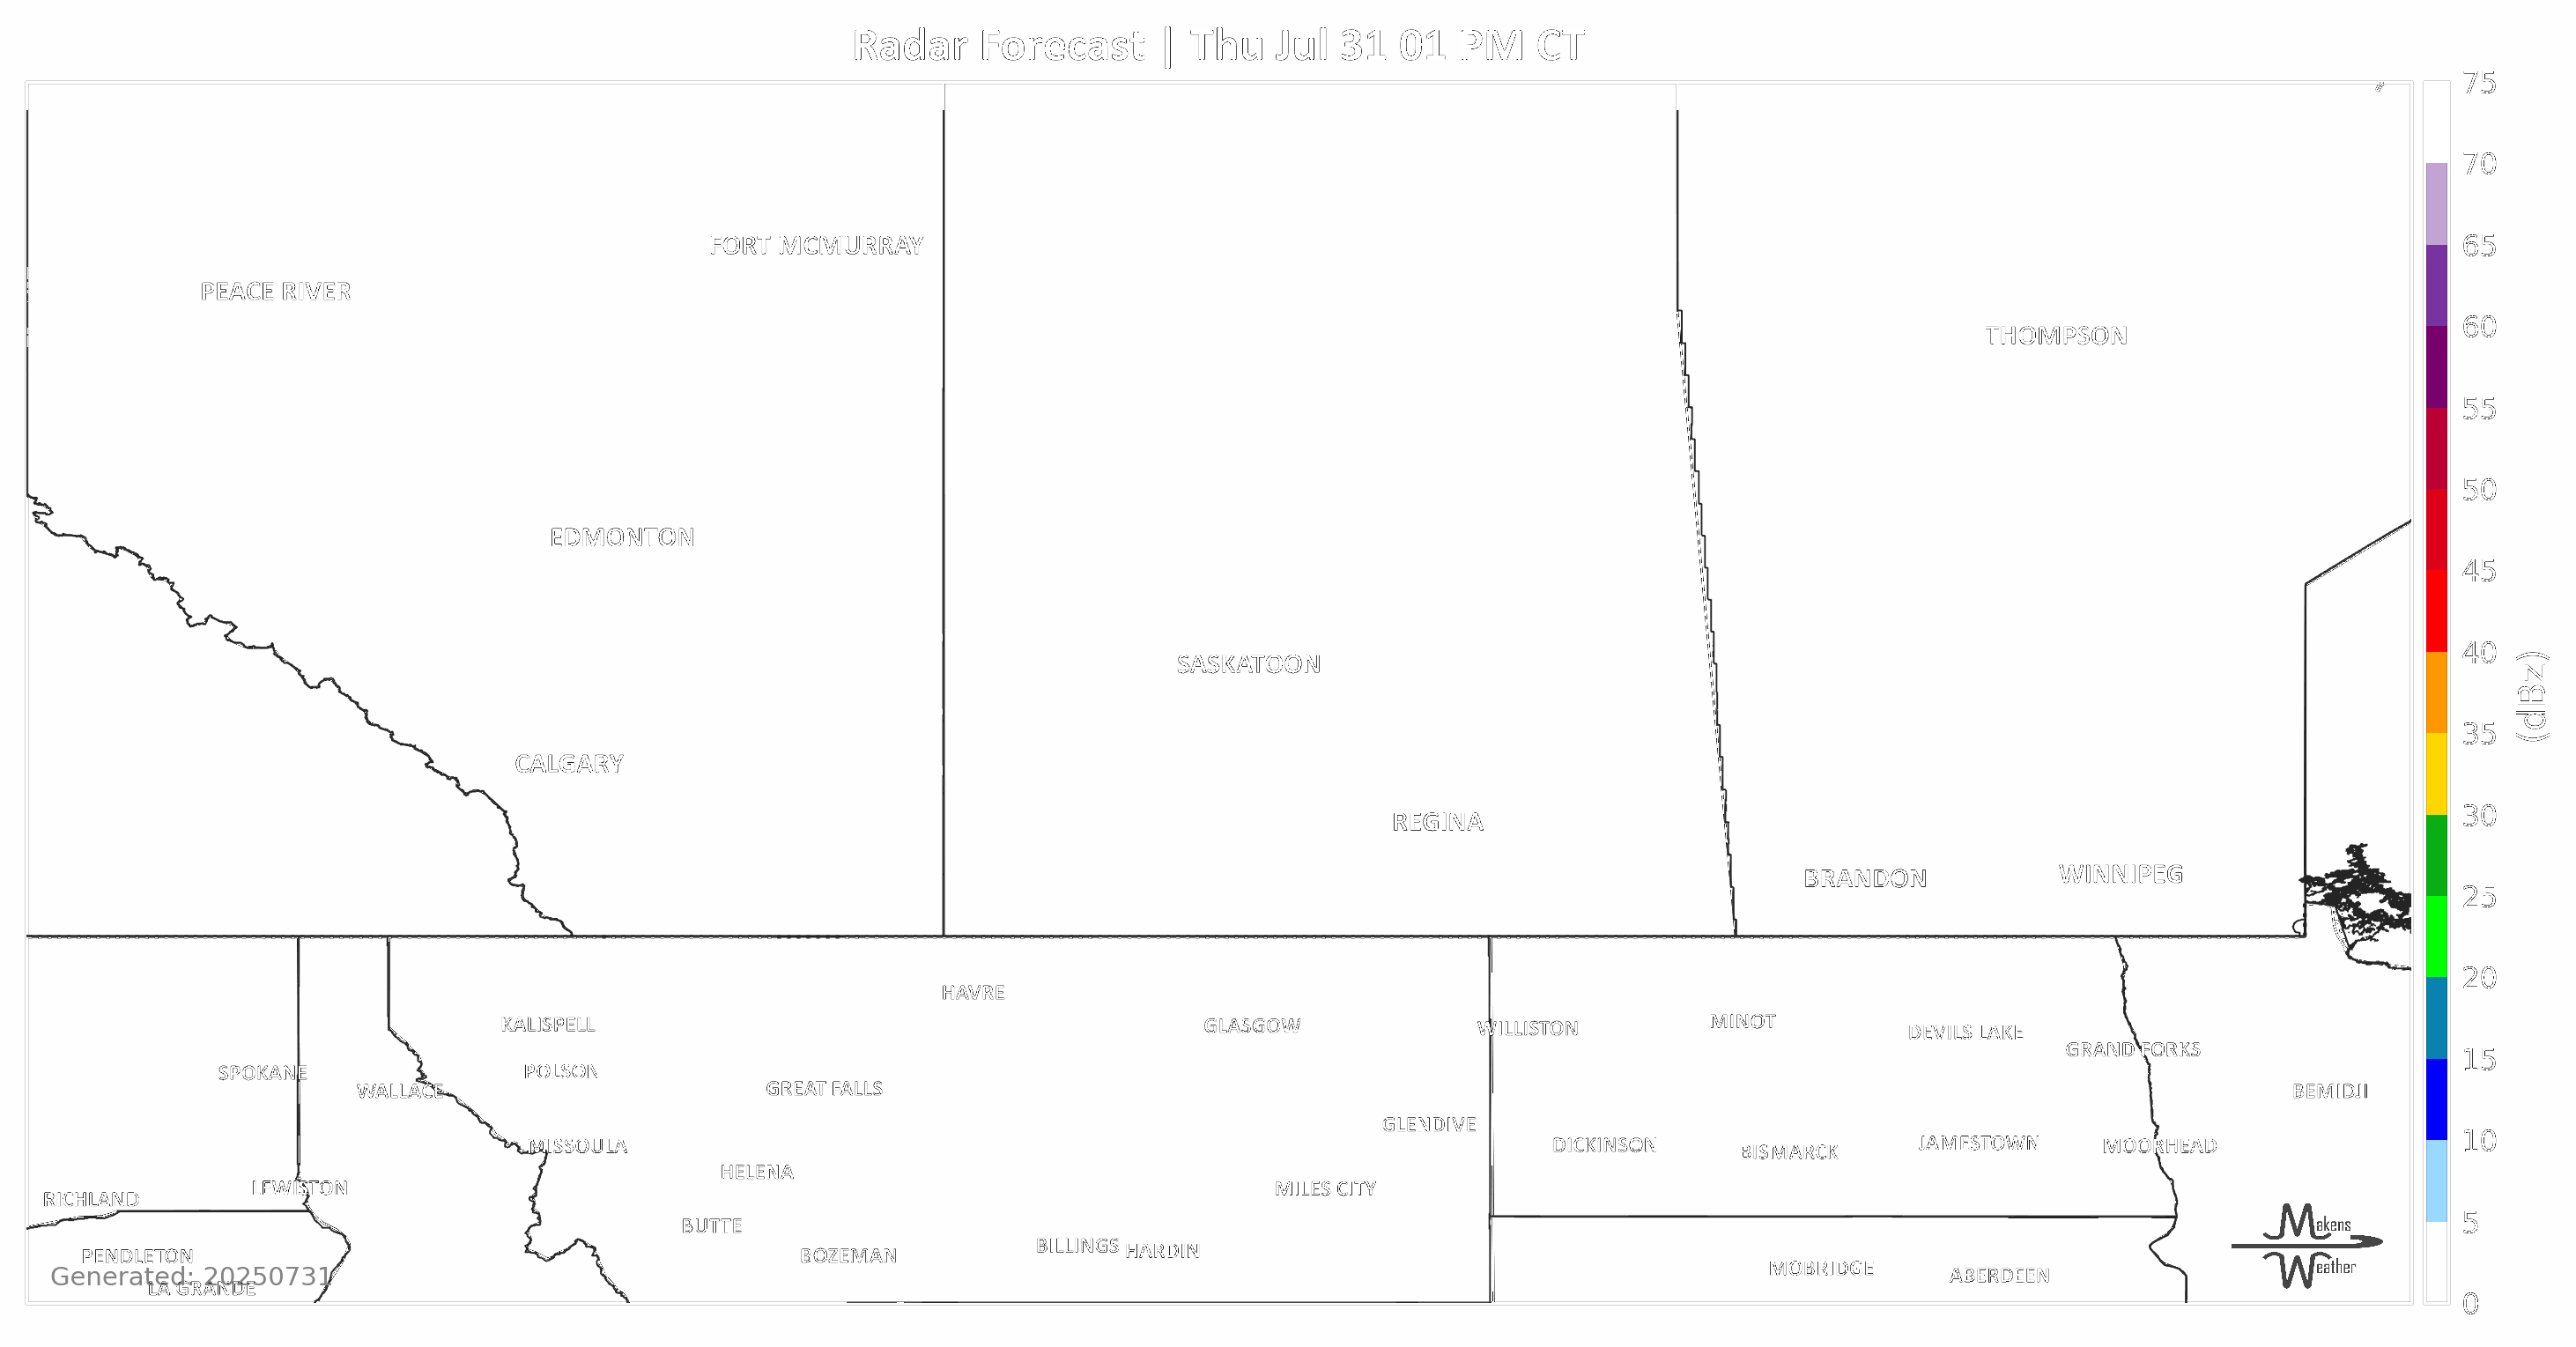 Radar Forecast | Thu Jul 31 01 PM CT
75
70
FORT MCMURRAY
65
PEACE RIVER
60
THOMPSON
55
50
EDMONTON
45
40
(dBz)
SASKATOON
35
CALGARY
30
REGINA
BRANDON
WINNIPEG
25
20
HAVRE
KALISPELL
GLASGOW
WILLISTON
MINOT
DEVILS LAKE
GRAND FORKS
15
SPOKANE
POLSON
WALLACE
GREAT FALLS
BEMIDJI
GLENDIVE
10
MISSOULA
DICKINSON
BISMARCK
JAMESTOWN
MOORHEAD
HELENA
LEWISTON
MILES CITY
RICHLAND
5
BUTTE
Makens
Weather
PENDLETON
BOZEMAN
BILLINGS
HARDIN
MOBRIDGE
ABERDEEN
Generated: 20250731
LA GRANDE
0